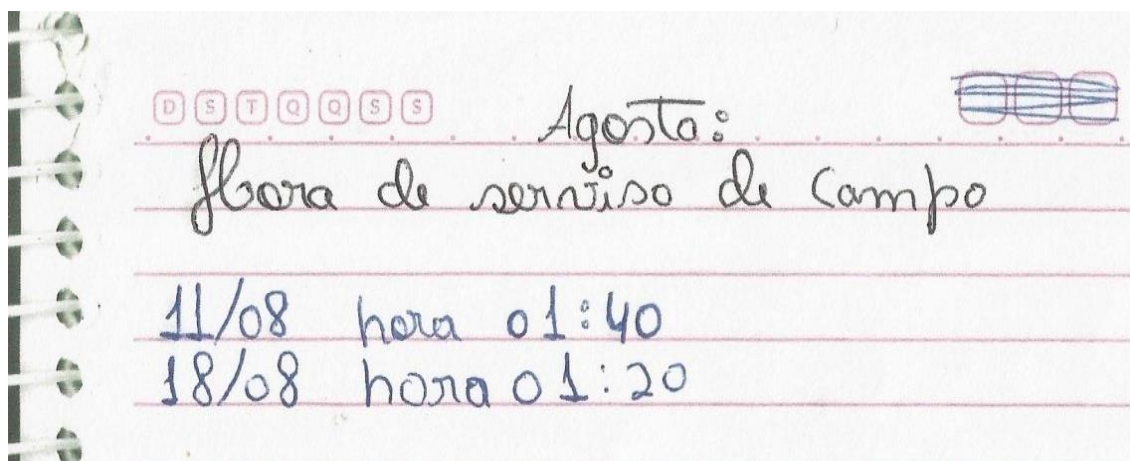 D S T Q Q S S
Agosto:
Hora de serviso de Campo
11/08 hora 01:40
18/08 hora 01:20